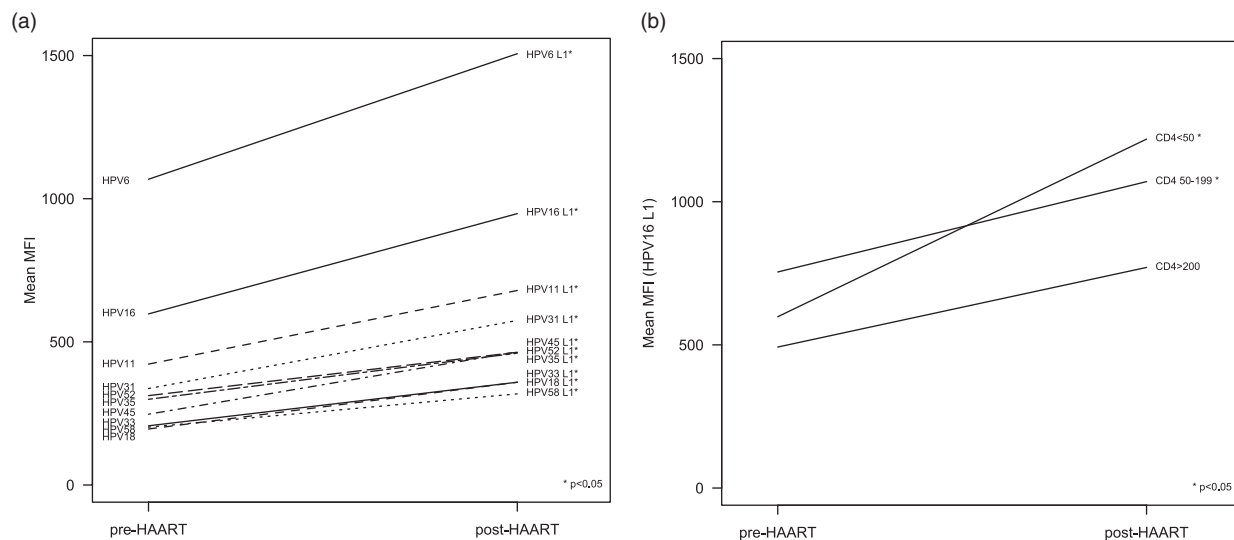 (a)
Mean MFI
1500
1000
500
0
HPV6
HPV16
HPV11
HPV31
HPV52
HPV35
HPV45
HPV33
HPV58
HPV18
HPV6 L1*
HPV16 L1*
HPV11 L1*
HPV31 L1*
HPV45 L1*
HPV52 L1*
HPV35 L1*
HPV33 L1*
HPV18 L1*
HPV58 L1*
* p<0.05
pre-HAART
post-HAART
(b)
Mean MFI (HPV16 L1)
1500
1000
500
0
CD4<50 *
CD4 50-199 *
CD4>200
* p<0.05
pre-HAART
post-HAART